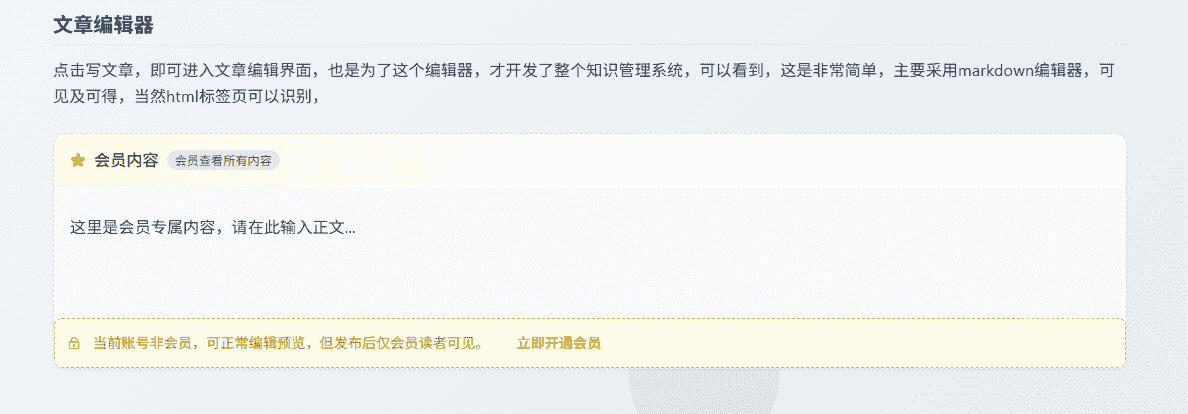 文章编辑器
点击写文章，即可进入文章编辑界面，也是为了这个编辑器，才开发了整个知识管理系统，可以看到，这是非常简单，主要采用markdown编辑器，可
见及可得，当然html标签页可以识别，
会员内容 会员查看所有内容
这里是会员专属内容，请在此输入正文...
当前账号非会员，可正常编辑预览，但发布后仅会员读者可见。 立即开通会员